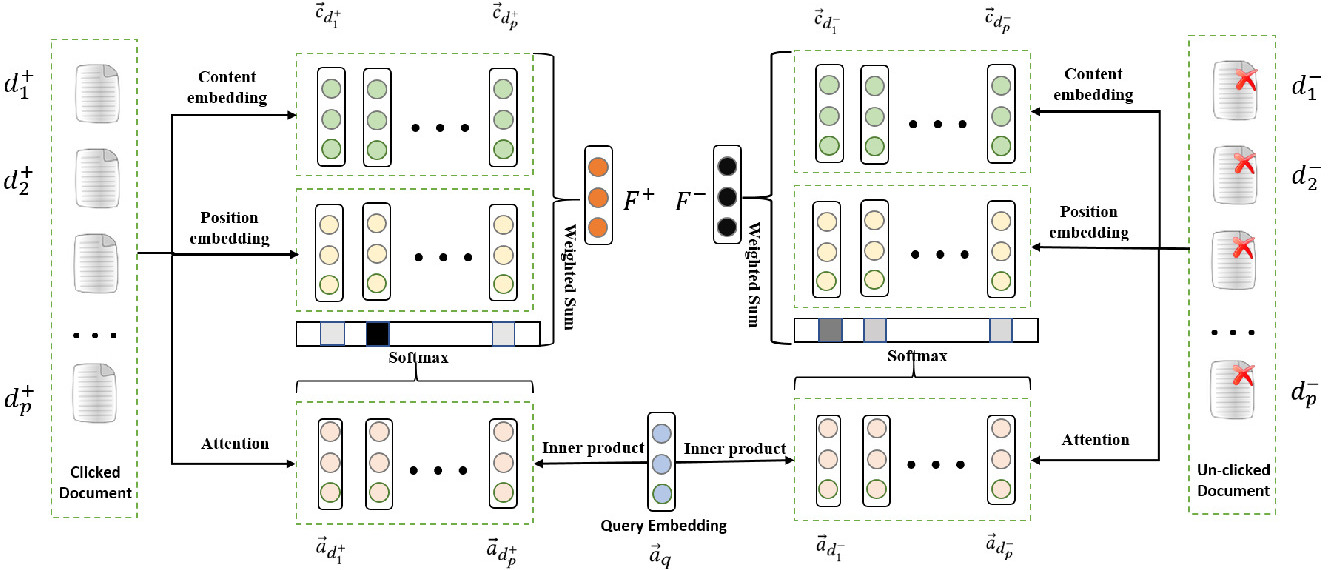 $\vec{c}_{d_1^+}$ $\vec{c}_{d_p^+}$ $\vec{c}_{d_1^-}$ $\vec{c}_{d_p^-}$
$d_1^+$
$d_2^+$
. . .
$d_p^+$
Clicked
Document
Content
embedding
Position
embedding
Attention
. . .
. . .
Softmax
. . .
Weighted Sum
$F^+$
$F^-$
Weighted Sum
Inner product
Inner product
Query Embedding
$\vec{a}_q$
$\vec{a}_{d_1^+}$ $\vec{a}_{d_p^+}$
. . .
. . .
Softmax
. . .
$\vec{a}_{d_1^-}$ $\vec{a}_{d_p^-}$
Content
embedding
Position
embedding
Attention
$d_1^-$
$d_2^-$
. . .
$d_p^-$
Un-clicked
Document